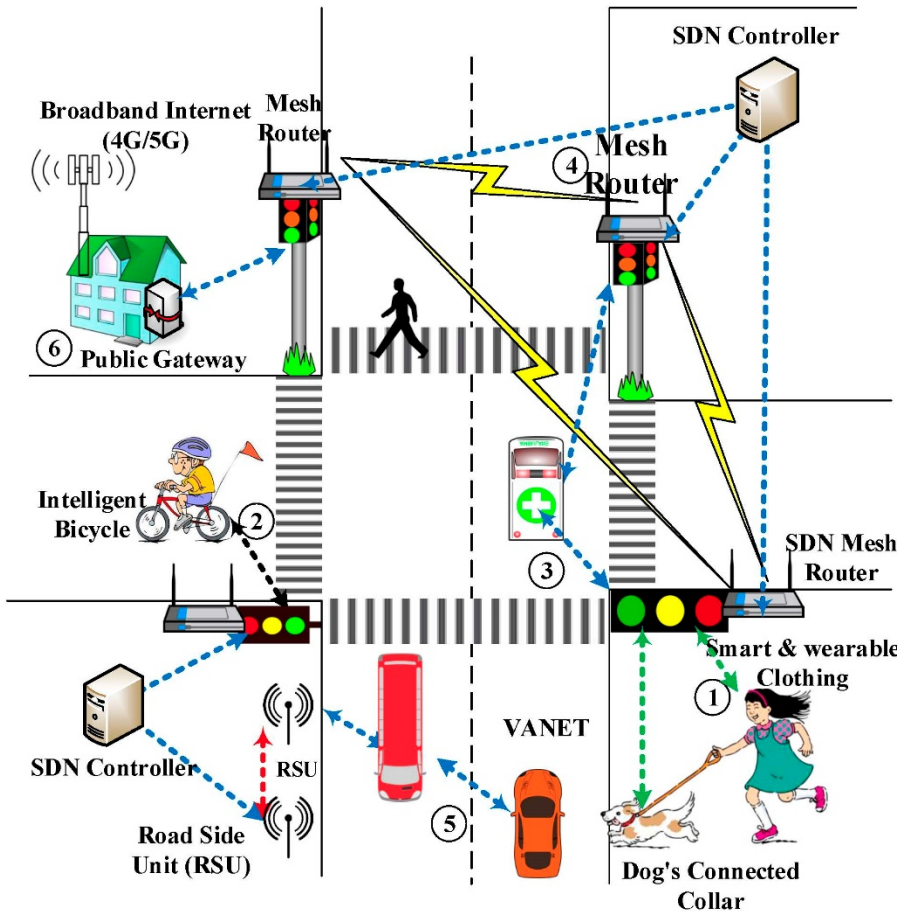 SDN Controller
Broadband Internet
(4G/5G)
Mesh
Router
4
Mesh
Router
6
Public Gateway
Intelligent
Bicycle
2
3
SDN Mesh
Router
Smart & wearable
Clothing
1
SDN Controller
RSU
VANET
Road Side
Unit (RSU)
5
Dog's Connected
Collar